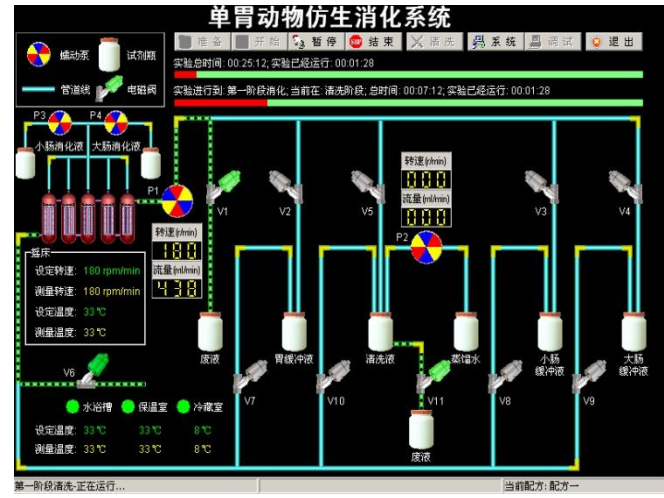 单胃动物仿生消化系统
准备 开始 暂停 结束 清洗 系统 调试 退出
蠕动泵 试剂瓶
管道线 电磁阀
实验总时间: 00:25:12; 实验已经运行: 00:01:28
实验进行到: 第一阶段消化; 当前在: 清洗阶段; 总时间: 00:07:12; 实验已经运行: 00:01:28
P3 P4
小肠消化液 大肠消化液
P1
V1 V2 V5 V3 V4
转速(r/min)
000
流量(ml/min)
000
P2
转速(r/min)
180
流量(ml/min)
438
摇床
设定转速: 180 rpm/min
测量转速: 180 rpm/min
设定温度: 33℃
测量温度: 33℃
废液 胃缓冲液 清洗液 蒸馏水 小肠缓冲液 大肠缓冲液
V6 V7 V10 V11 V8 V9
废液
水浴槽 保温室 冷藏室
设定温度: 33℃ 33℃ 8℃
测量温度: 33℃ 33℃ 8℃
第一阶段清洗-正在运行... 当前配方: 配方一